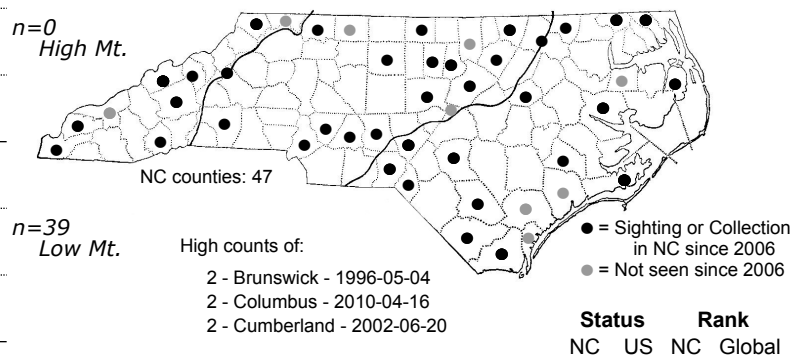 n=0
High Mt.
NC counties: 47
n=39
Low Mt.
High counts of:
2 - Brunswick - 1996-05-04
2 - Columbus - 2010-04-16
2 - Cumberland - 2002-06-20
● = Sighting or Collection
in NC since 2006
● = Not seen since 2006
Status Rank
NC US NC Global